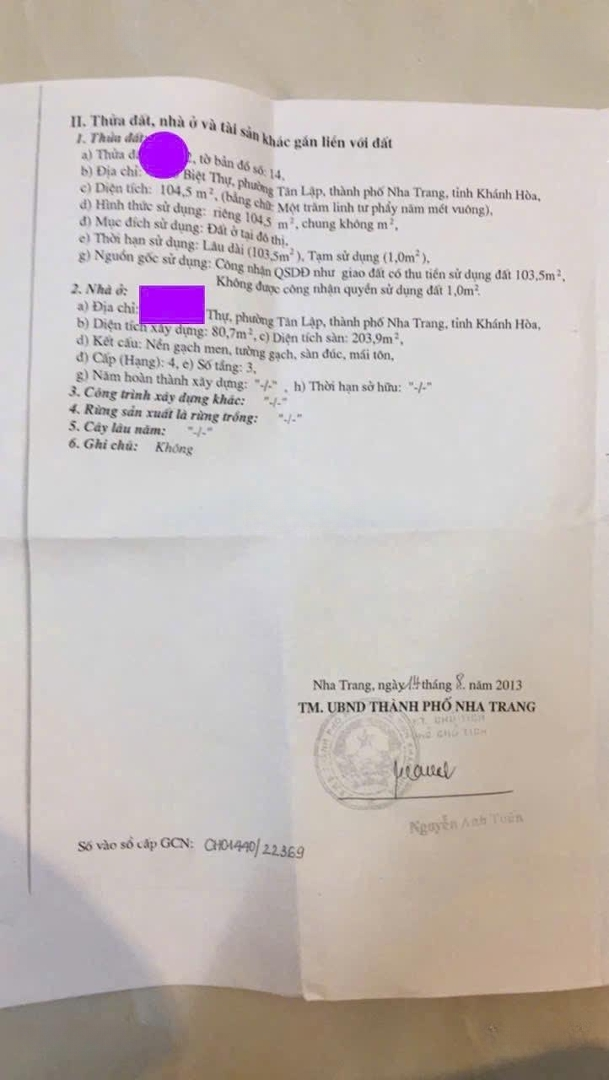 II. Thửa đất, nhà ở và tài sản khác gắn liền với đất
1. Thửa đất
a) Thửa đ 2, tờ bản đồ số: 14,
b) Địa chỉ: Biệt Thự, phường Tân Lập, thành phố Nha Trang, tỉnh Khánh Hòa,
c) Diện tích: 104,5 m², (bằng chữ: Một trăm linh tư phẩy năm mét vuông),
d) Hình thức sử dụng: riêng 104,5 m², chung không m²,
đ) Mục đích sử dụng: Đất ở tại đô thị,
e) Thời hạn sử dụng: Lâu dài (103,5m²), Tạm sử dụng (1,0m²),
g) Nguồn gốc sử dụng: Công nhận QSDĐ như giao đất có thu tiền sử dụng đất 103,5m²,
Không được công nhận quyền sử dụng đất 1,0m².
2. Nhà ở:
a) Địa chỉ: Thự, phường Tân Lập, thành phố Nha Trang, tỉnh Khánh Hòa,
b) Diện tích xây dựng: 80,7m², c) Diện tích sàn: 203,9m²,
d) Kết cấu: Nền gạch men, tường gạch, sàn đúc, mái tôn,
đ) Cấp (Hạng): 4, e) Số tầng: 3,
g) Năm hoàn thành xây dựng: "-/-" , h) Thời hạn sở hữu: "-/-"
3. Công trình xây dựng khác: "-/-"
4. Rừng sản xuất là rừng trồng: "-/-"
5. Cây lâu năm: "-/-"
6. Ghi chú: Không
Nha Trang, ngày 14 tháng 8. năm 2013
TM. UBND THÀNH PHỐ NHA TRANG
KT. CHỦ TỊCH
PHÓ CHỦ TỊCH
Nguyễn Anh Tuấn
Số vào sổ cấp GCN: CH01440/22369